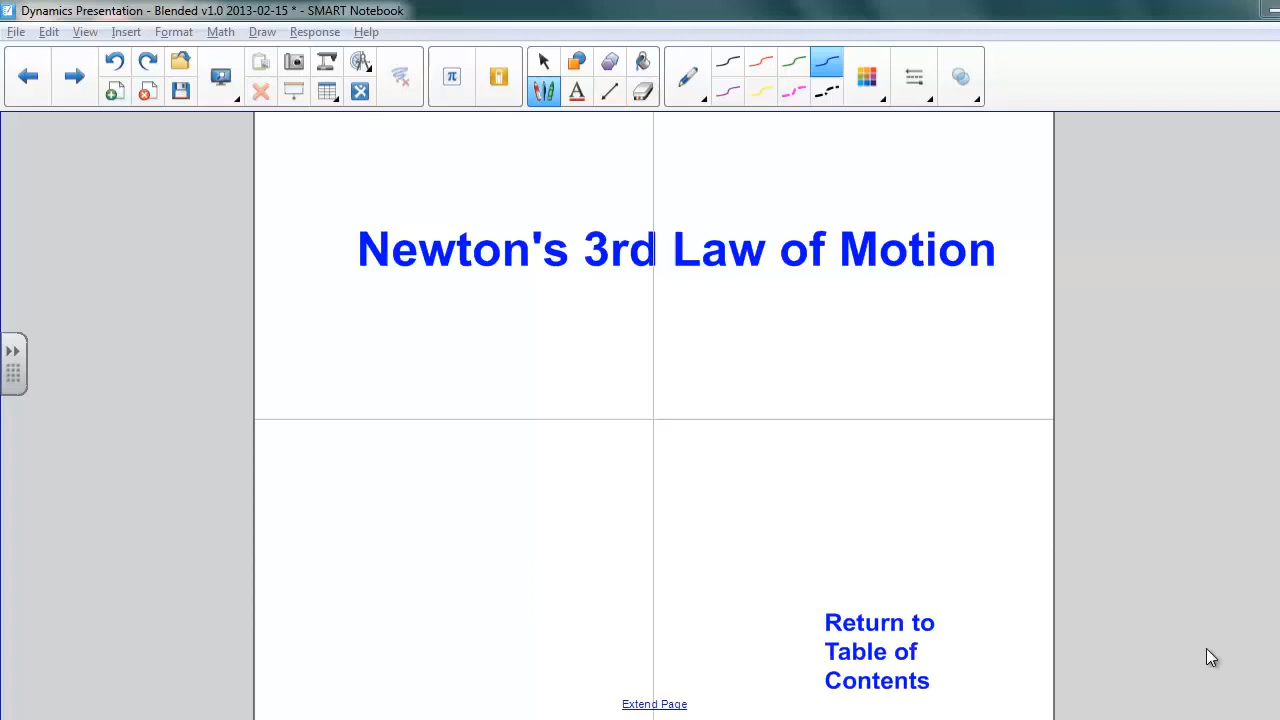 Dynamics Presentation - Blended v1.0 2013-02-15 * - SMART Notebook
File Edit View Insert Format Math Draw Response Help
π
A
Newton's 3rd Law of Motion
Return to
Table of
Contents
Extend Page